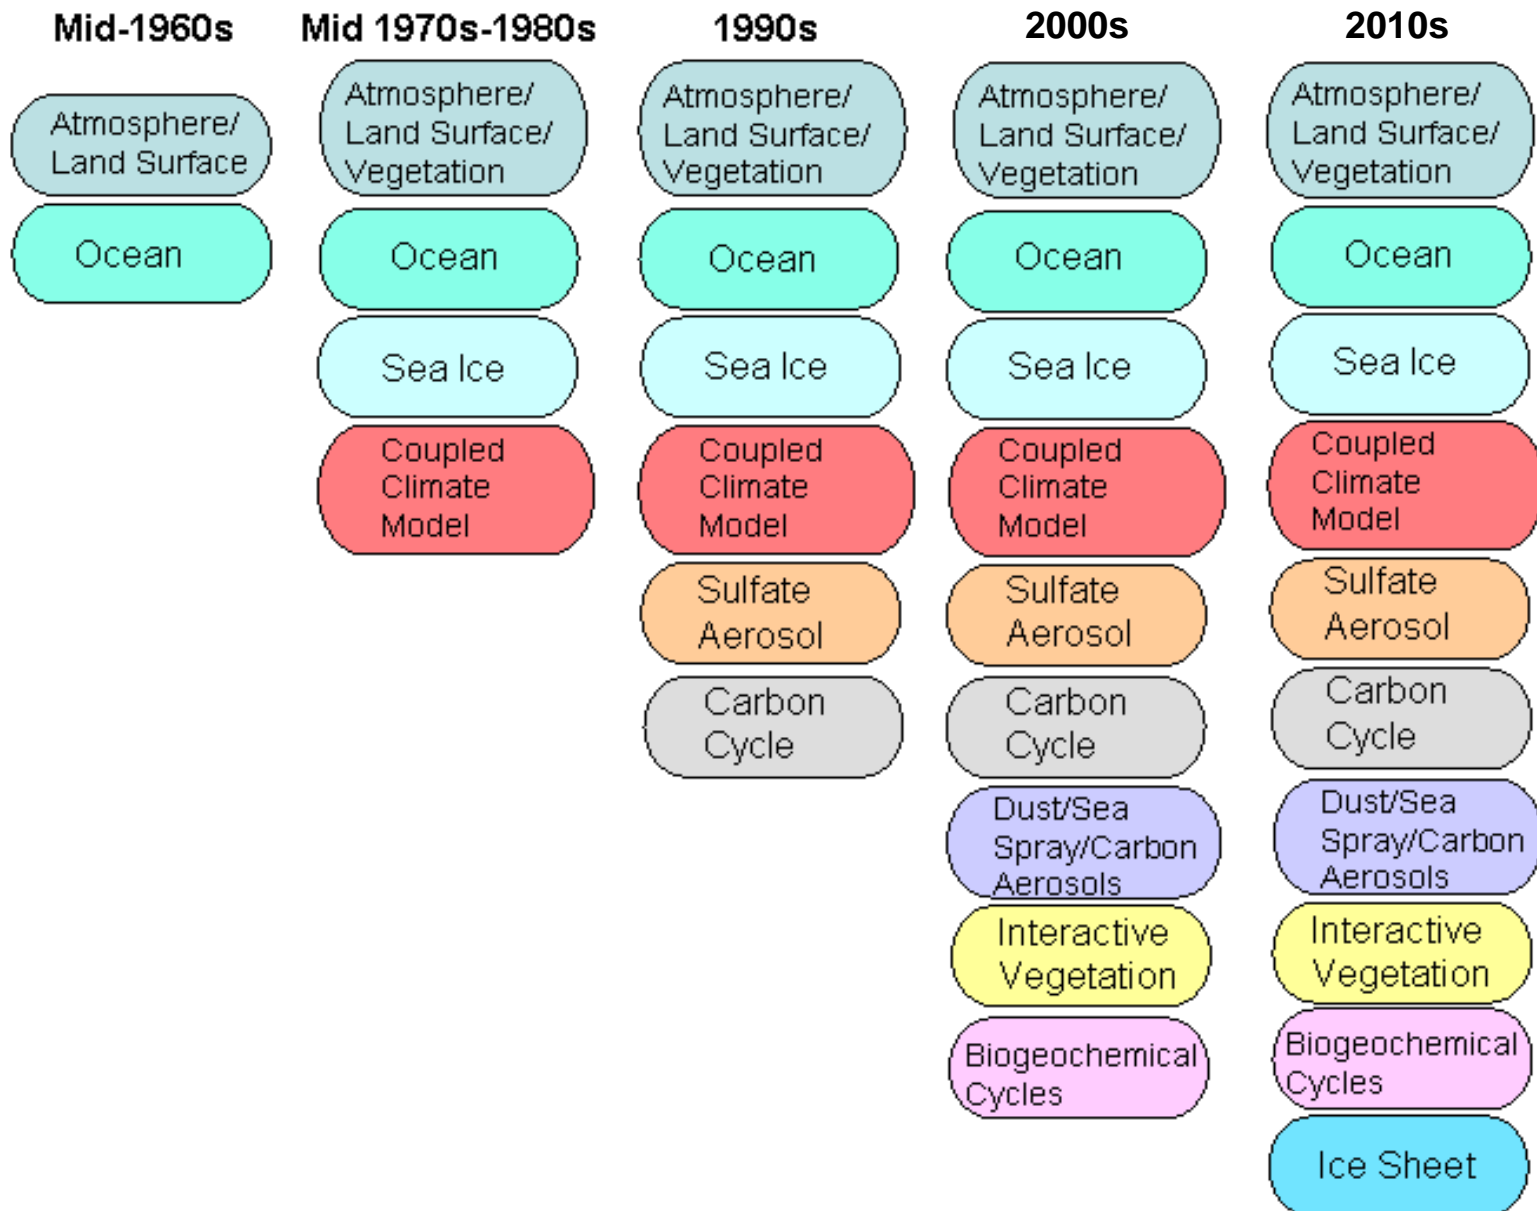 Mid-1960s
Atmosphere/
Land Surface
Ocean
Mid 1970s-1980s
Atmosphere/
Land Surface/
Vegetation
Ocean
Sea Ice
Coupled
Climate
Model
1990s
Atmosphere/
Land Surface/
Vegetation
Ocean
Sea Ice
Coupled
Climate
Model
Sulfate
Aerosol
Carbon
Cycle
2000s
Atmosphere/
Land Surface/
Vegetation
Ocean
Sea Ice
Coupled
Climate
Model
Sulfate
Aerosol
Carbon
Cycle
Dust/Sea
Spray/Carbon
Aerosols
Interactive
Vegetation
Biogeochemical
Cycles
2010s
Atmosphere/
Land Surface/
Vegetation
Ocean
Sea Ice
Coupled
Climate
Model
Sulfate
Aerosol
Carbon
Cycle
Dust/Sea
Spray/Carbon
Aerosols
Interactive
Vegetation
Biogeochemical
Cycles
Ice Sheet